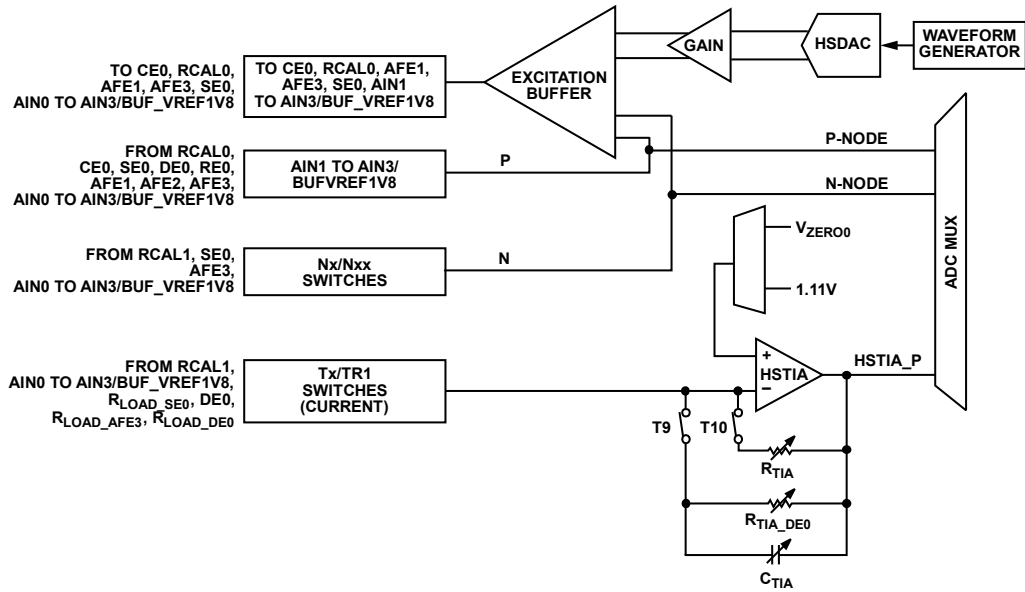 WAVEFORM
GENERATOR
HSDAC
GAIN
EXCITATION
BUFFER
TO CE0, RCAL0,
AFE1, AFE3, SE0,
AIN0 TO AIN3/BUF_VREF1V8
TO CE0, RCAL0, AFE1,
AFE3, SE0, AIN1
TO AIN3/BUF_VREF1V8
FROM RCAL0,
CE0, SE0, DE0, RE0,
AFE1, AFE2, AFE3,
AIN0 TO AIN3/BUF_VREF1V8
AIN1 TO AIN3/
BUFVREF1V8
P
P-NODE
N-NODE
FROM RCAL1, SE0,
AFE3,
AIN0 TO AIN3/BUF_VREF1V8
Nx/Nxx
SWITCHES
N
VZERO0
1.11V
ADC MUX
FROM RCAL1,
AIN0 TO AIN3/BUF_VREF1V8,
RLOAD_SE0, DE0,
RLOAD_AFE3, RLOAD_DE0
Tx/TR1
SWITCHES
(CURRENT)
+
HSTIA
–
HSTIA_P
T9
T10
RTIA
RTIA_DE0
CTIA